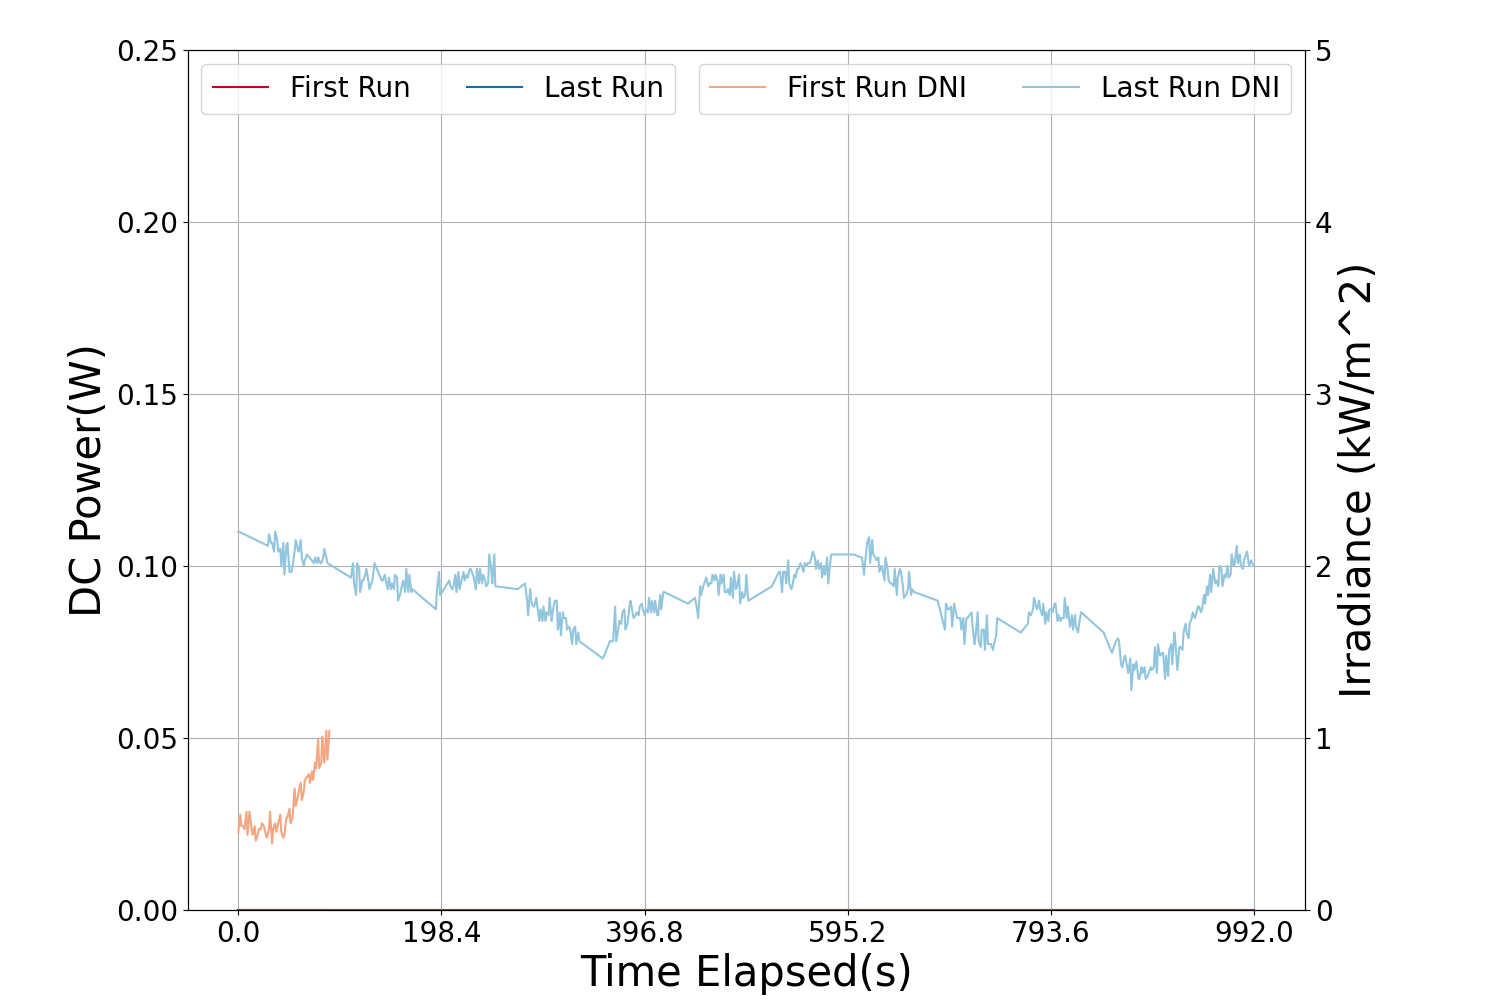 First Run
Last Run
First Run DNI
Last Run DNI
0.25
0.20
0.15
0.10
0.05
0.00
DC Power(W)
5
4
3
2
1
0
Irradiance (kW/m^2)
0.0
198.4
396.8
595.2
793.6
992.0
Time Elapsed(s)